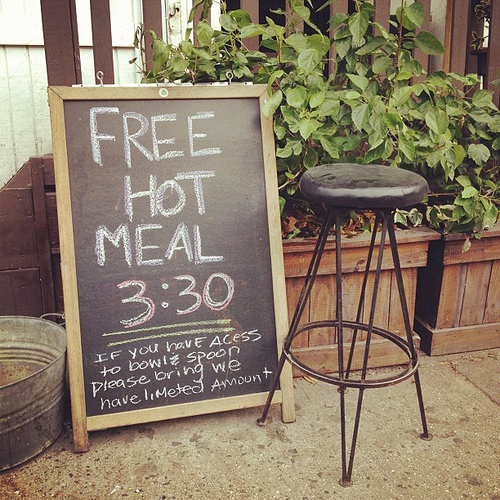 FREE
HOT
MEAL
3:30
IF YOU HAVE ACESS
to bowl & spoon
Please bring we
have limeted Amount